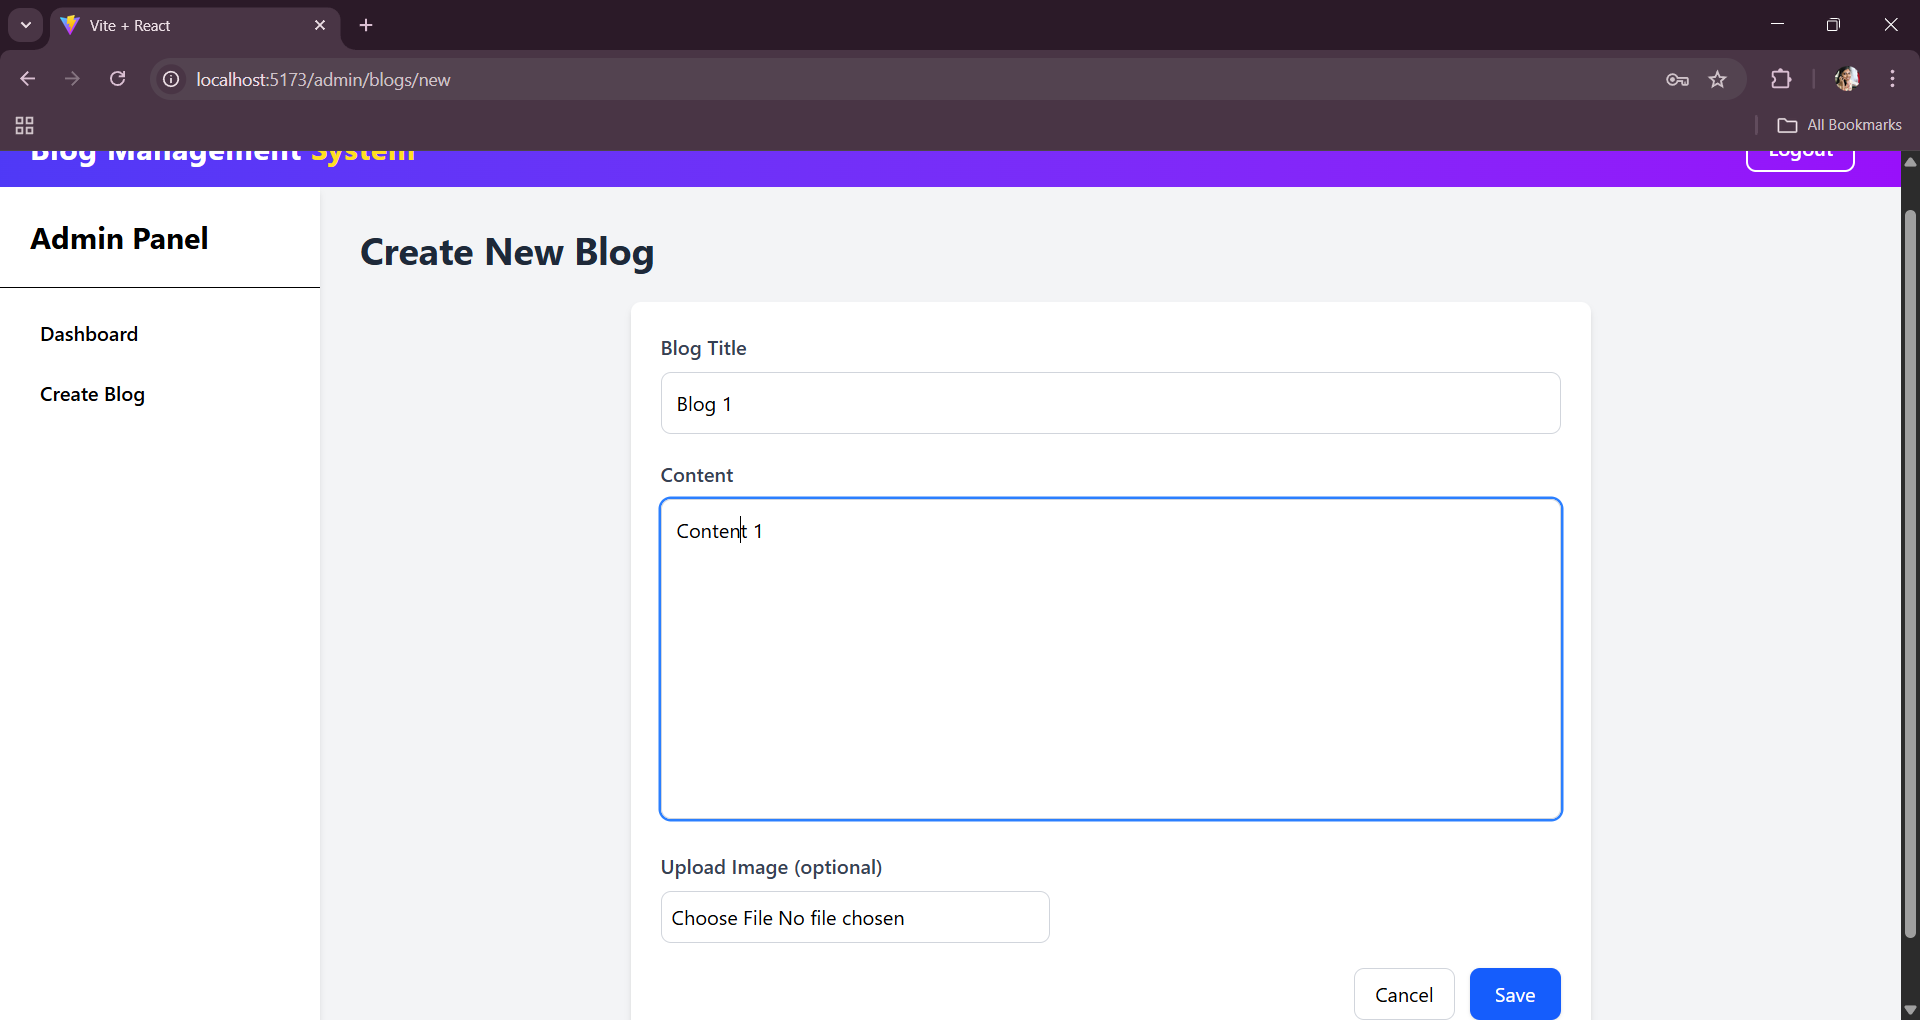 Vite + React
localhost:5173/admin/blogs/new
All Bookmarks
Blog Management System
Logout
Admin Panel
Dashboard
Create Blog
Create New Blog
Blog Title
Blog 1
Content
Content 1
Upload Image (optional)
Choose File No file chosen
Cancel
Save